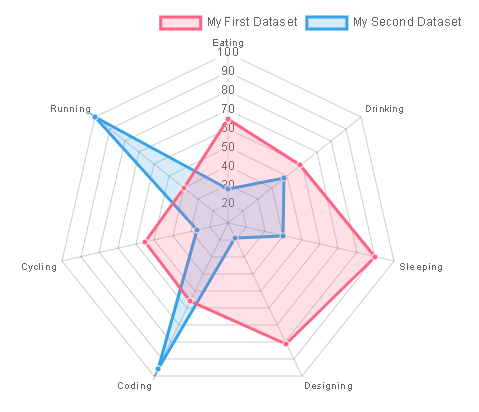 My First Dataset My Second Dataset
Eating
100
90
80
70
60
50
40
30
20
Running
Drinking
Cycling
Sleeping
Coding
Designing